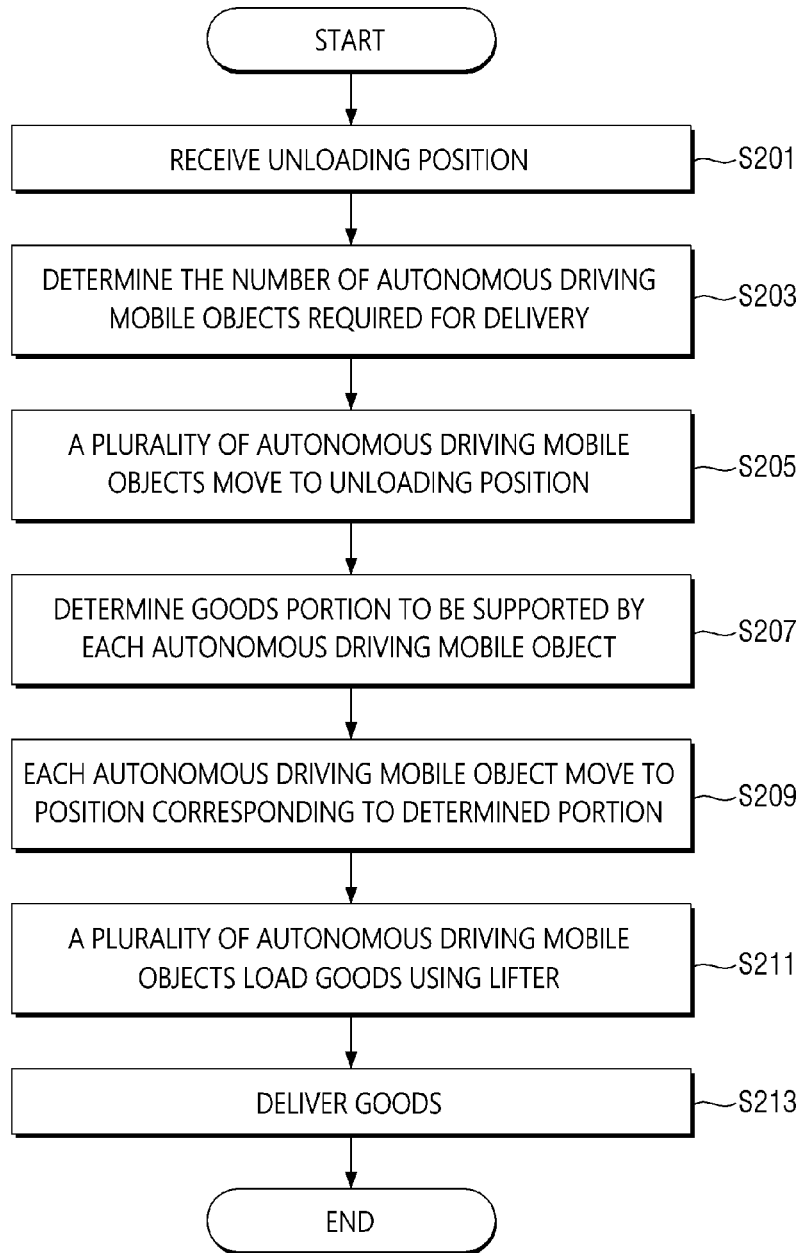 START
RECEIVE UNLOADING POSITION
S201
DETERMINE THE NUMBER OF AUTONOMOUS DRIVING
MOBILE OBJECTS REQUIRED FOR DELIVERY
S203
A PLURALITY OF AUTONOMOUS DRIVING MOBILE
OBJECTS MOVE TO UNLOADING POSITION
S205
DETERMINE GOODS PORTION TO BE SUPPORTED BY
EACH AUTONOMOUS DRIVING MOBILE OBJECT
S207
EACH AUTONOMOUS DRIVING MOBILE OBJECT MOVE TO
POSITION CORRESPONDING TO DETERMINED PORTION
S209
A PLURALITY OF AUTONOMOUS DRIVING MOBILE
OBJECTS LOAD GOODS USING LIFTER
S211
DELIVER GOODS
S213
END